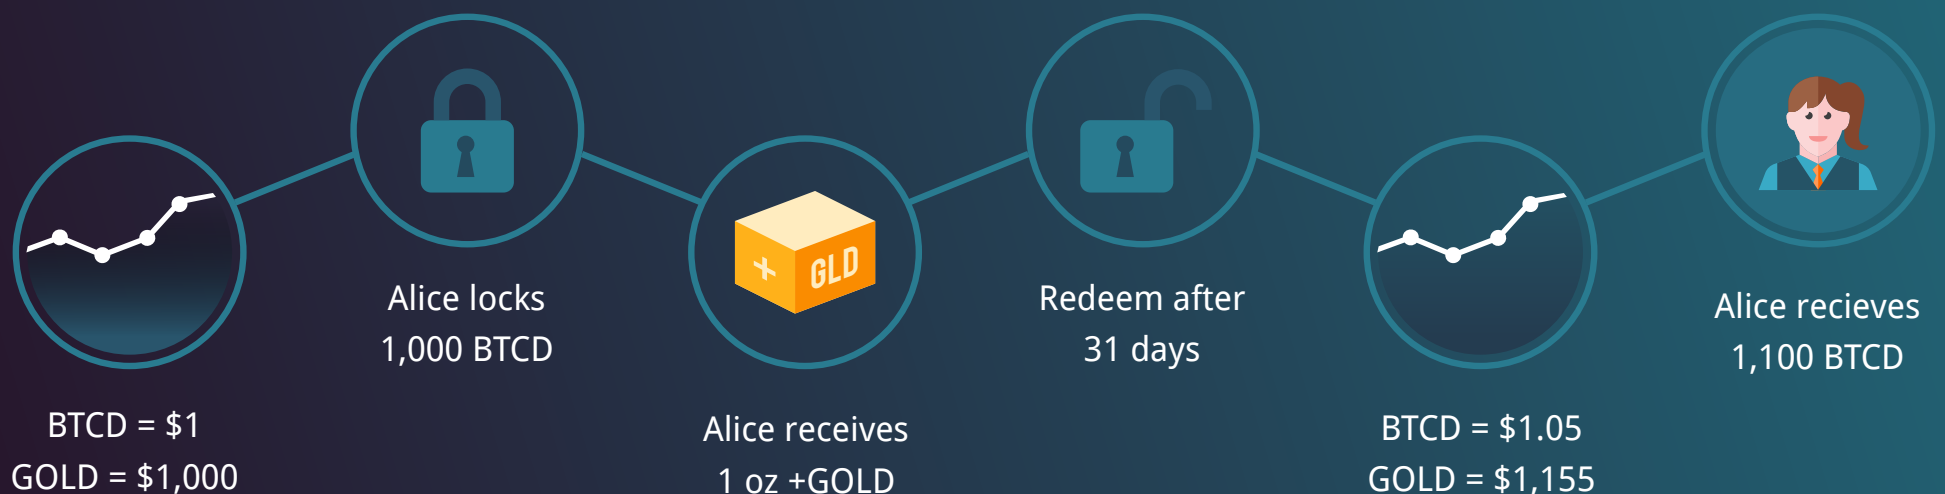 BTCD = $1
GOLD = $1,000
Alice locks
1,000 BTCD
+ GLD
Alice receives
1 oz +GOLD
Redeem after
31 days
BTCD = $1.05
GOLD = $1,155
Alice recieves
1,100 BTCD